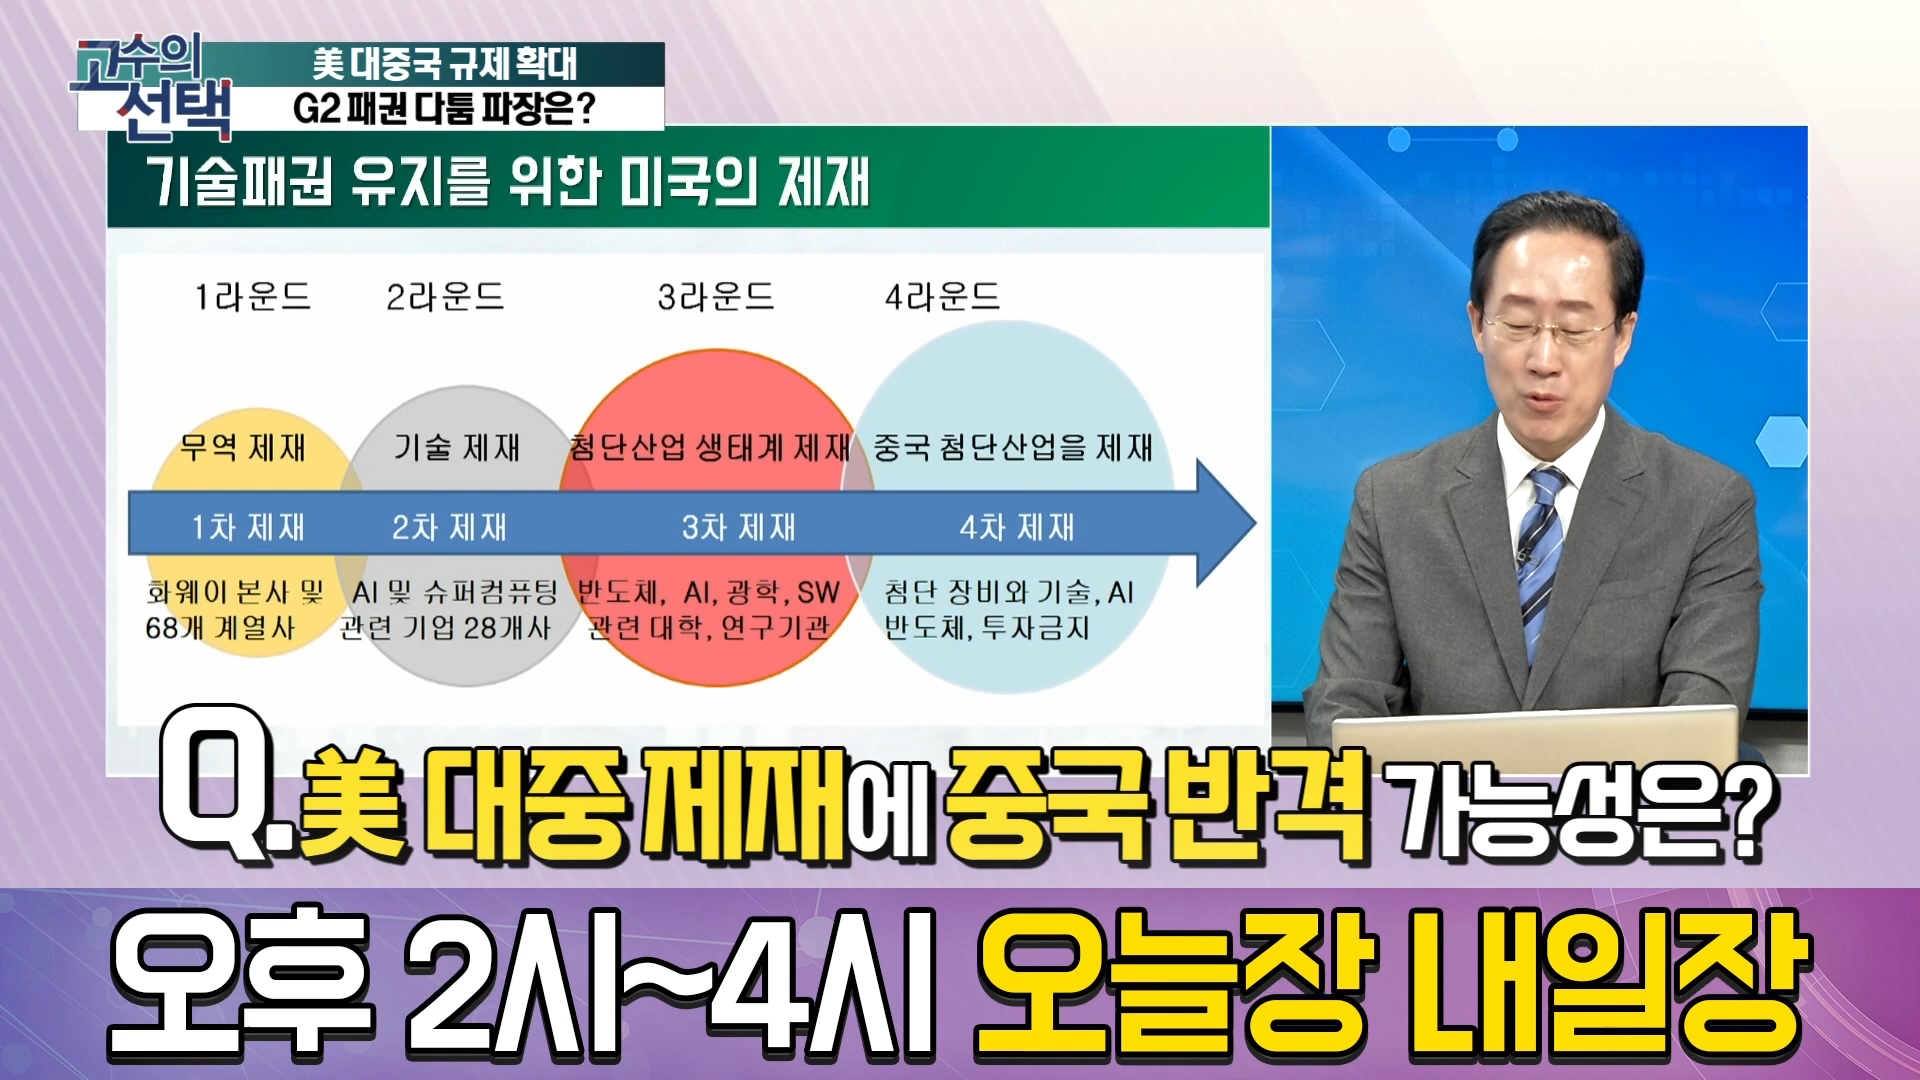 고수의
선택
美 대중국 규제 확대
G2 패권 다툼 파장은?
기술패권 유지를 위한 미국의 제재
1라운드 2라운드 3라운드 4라운드
무역 제재 기술 제재 첨단산업 생태계 제재 중국 첨단산업을 제재
1차 제재 2차 제재 3차 제재 4차 제재
화웨이 본사 및 AI 및 슈퍼컴퓨팅 반도체, AI, 광학, SW 첨단 장비와 기술, AI
68개 계열사 관련 기업 28개사 관련 대학, 연구기관 반도체, 투자금지
Q.美 대중 제재에 중국 반격 가능성은?
오후 2시~4시 오늘장 내일장